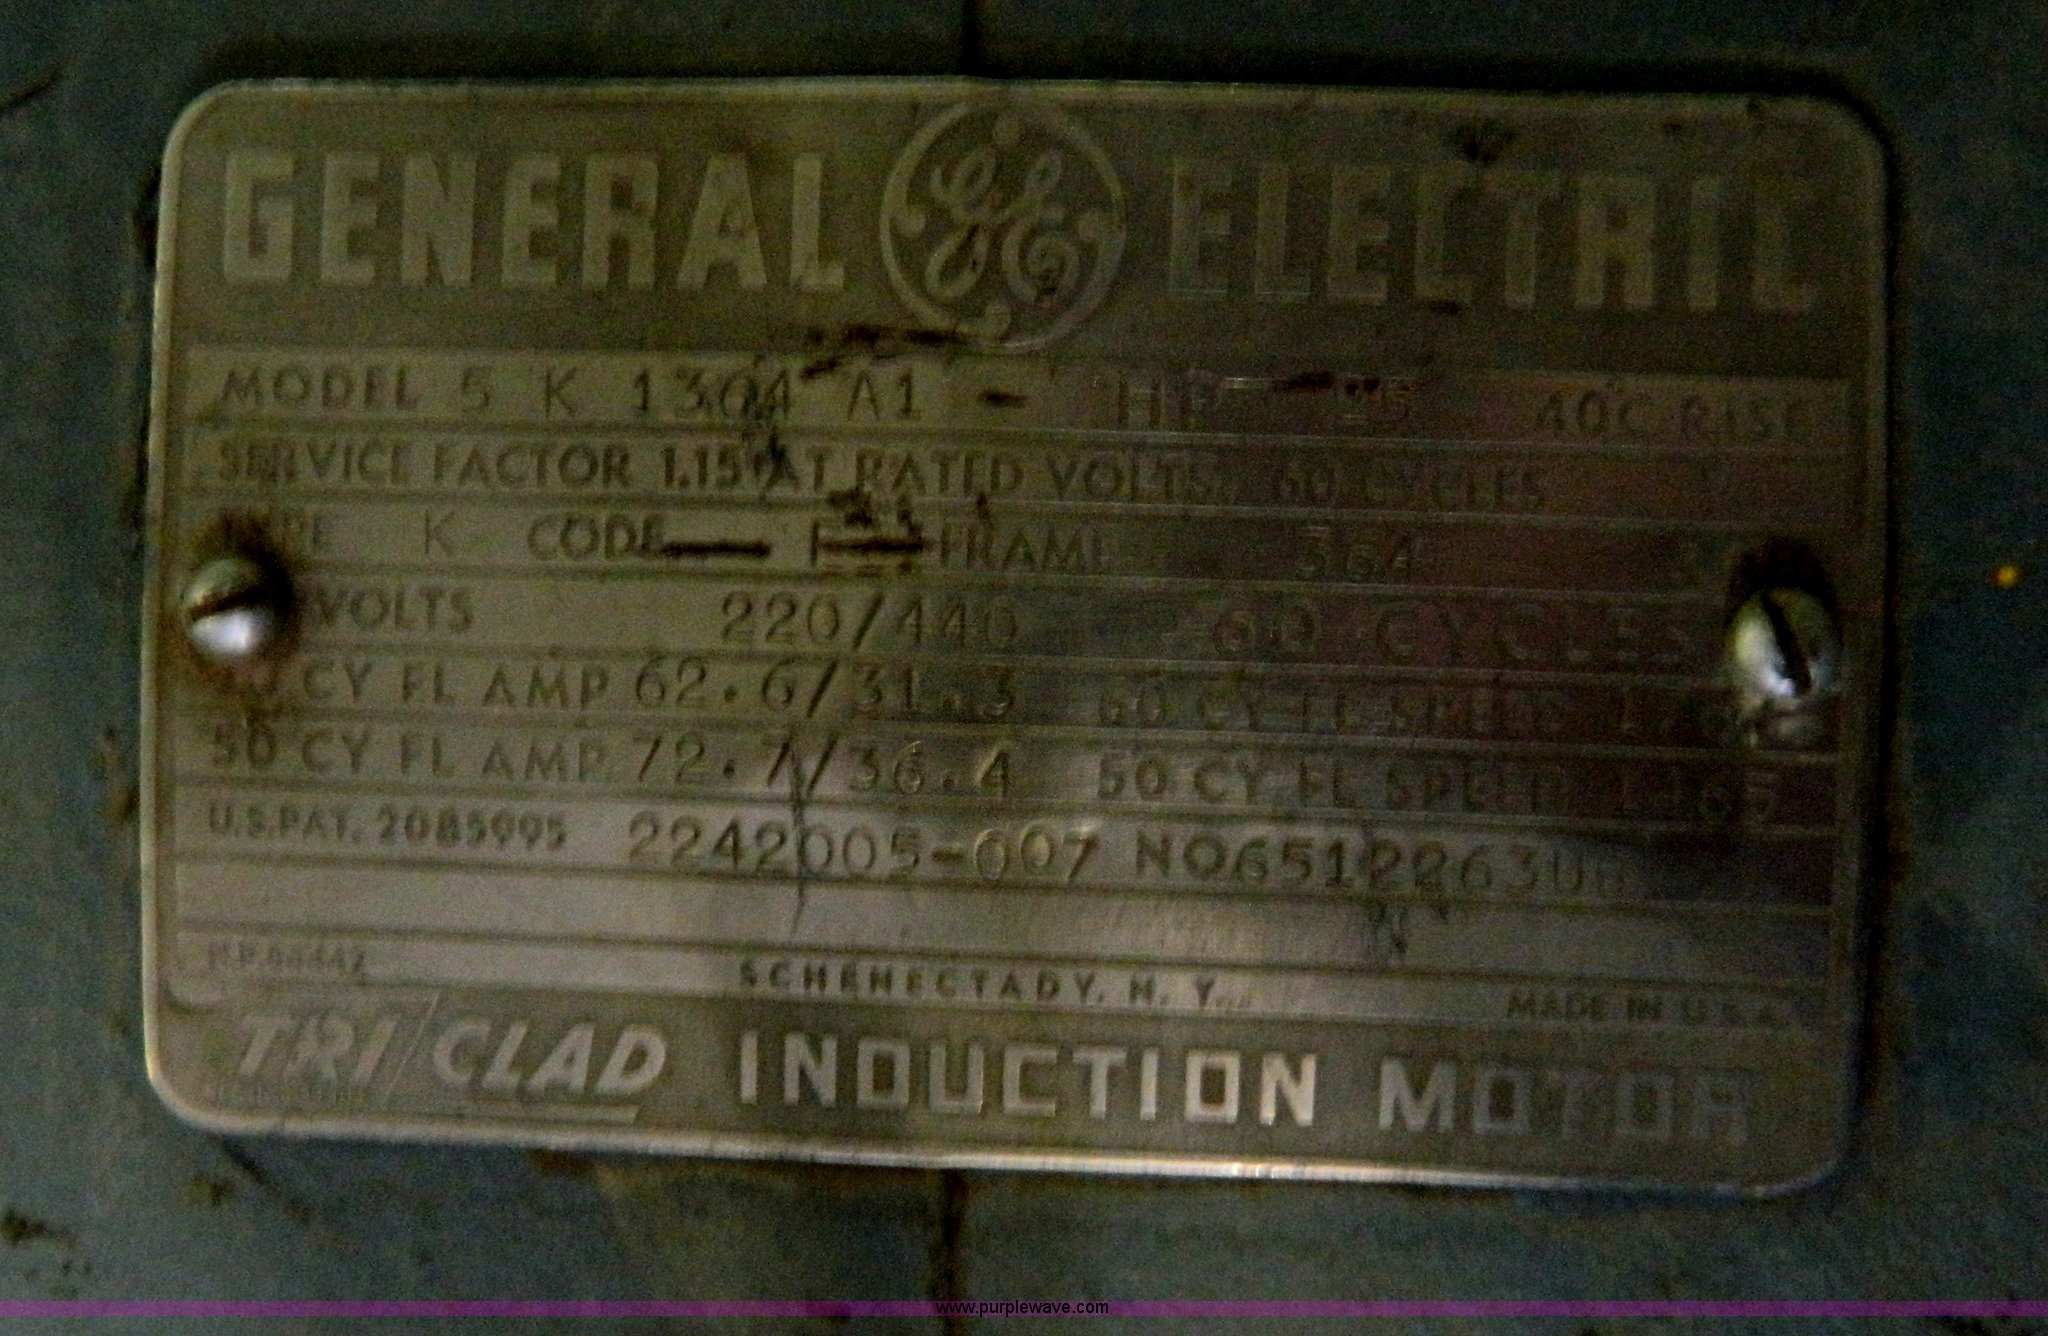 GENERAL GE ELECTRIC
MODEL 5 K 1304 A1 - HP 25 40C RISE
SERVICE FACTOR 1.15 AT RATED VOLTS, 60 CYCLES
TYPE K CODE F FRAME 364
VOLTS 220/440 60 CYCLES
CY FL AMP 62.6/31.3 60 CY FL SPEED
50 CY FL AMP. 72.7/36.4 50 CY FL SPEED
U.S.PAT. 2085995 2242005-007 NO6512263
SCHENECTADY, N. Y. MADE IN U.S.A.
TRI/CLAD INDUCTION MOTOR
www.purplewave.com